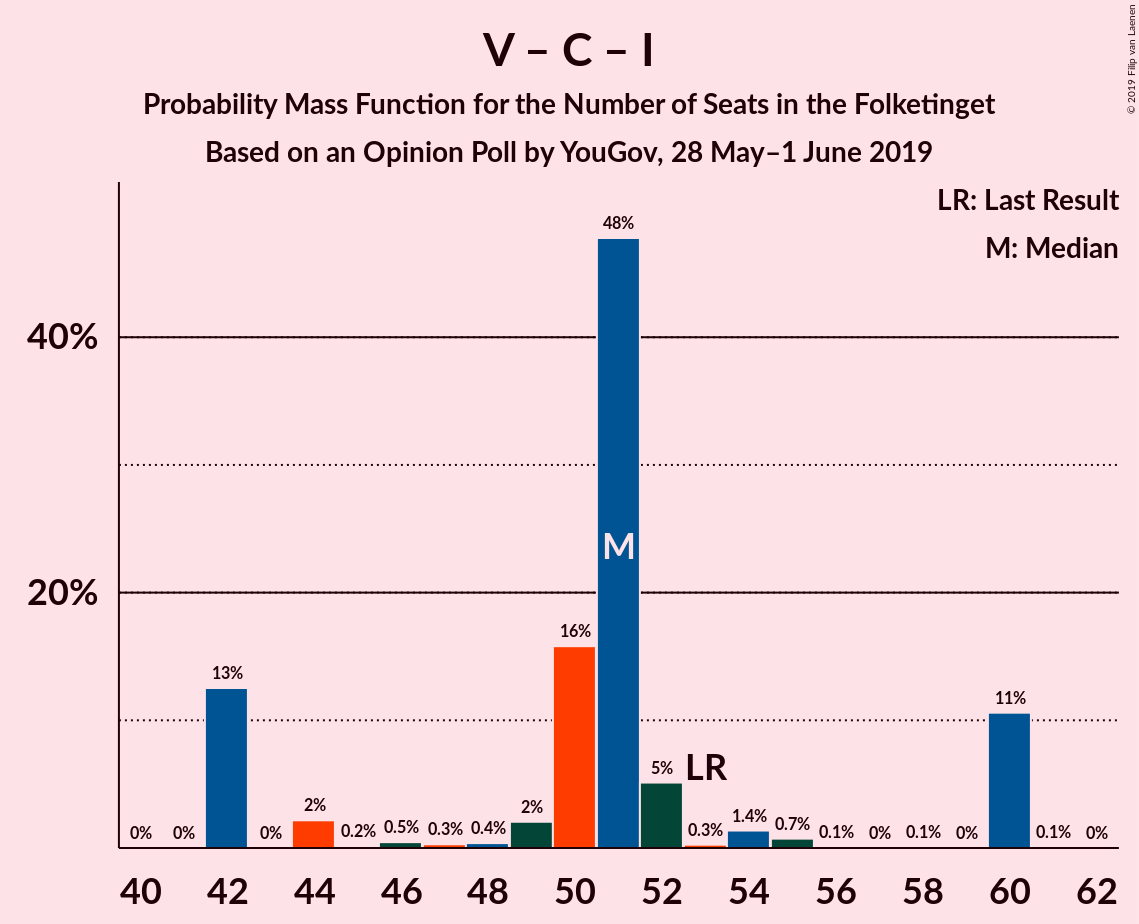 V – C – I
Probability Mass Function for the Number of Seats in the Folketinget
Based on an Opinion Poll by YouGov, 28 May–1 June 2019
© 2019 Filip van Laenen
LR: Last Result
M: Median
40%
20%
0%
0%
13%
0%
2%
0.2%
0.5%
0.3%
0.4%
2%
16%
48%
M
5%
LR
0.3%
1.4%
0.7%
0.1%
0%
0.1%
0%
11%
0.1%
0%
40 42 44 46 48 50 52 54 56 58 60 62